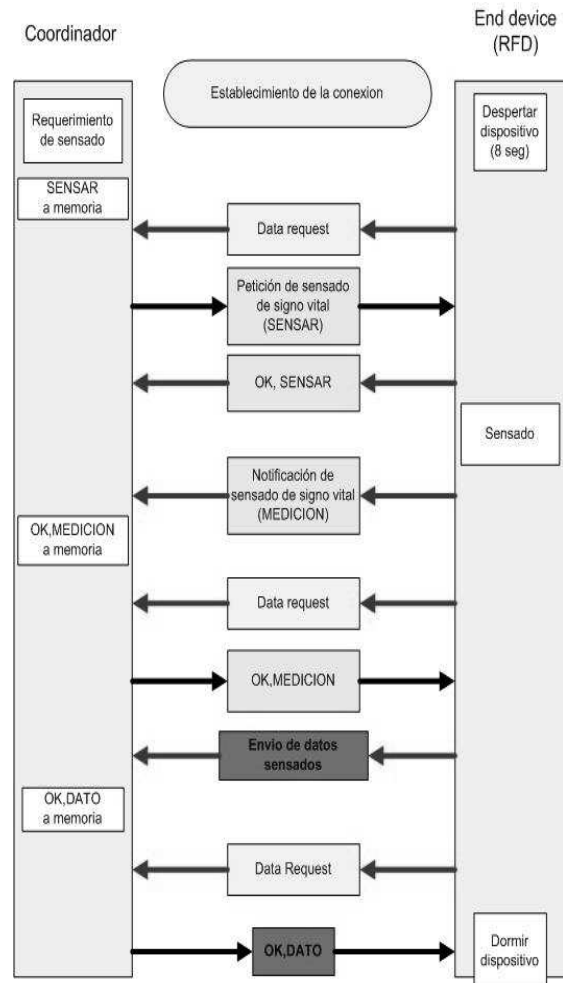 Coordinador
End device
(RFD)
Establecimiento de la conexion
Requerimiento
de sensado
Despertar
dispositivo
(8 seg)
SENSAR
a memoria
Data request
Petición de sensado
de signo vital
(SENSAR)
OK, SENSAR
Sensado
Notificación de
sensado de signo vital
(MEDICION)
OK,MEDICION
a memoria
Data request
OK,MEDICION
Envio de datos
sensados
OK,DATO
a memoria
Data Request
OK,DATO
Dormir
dispositivo